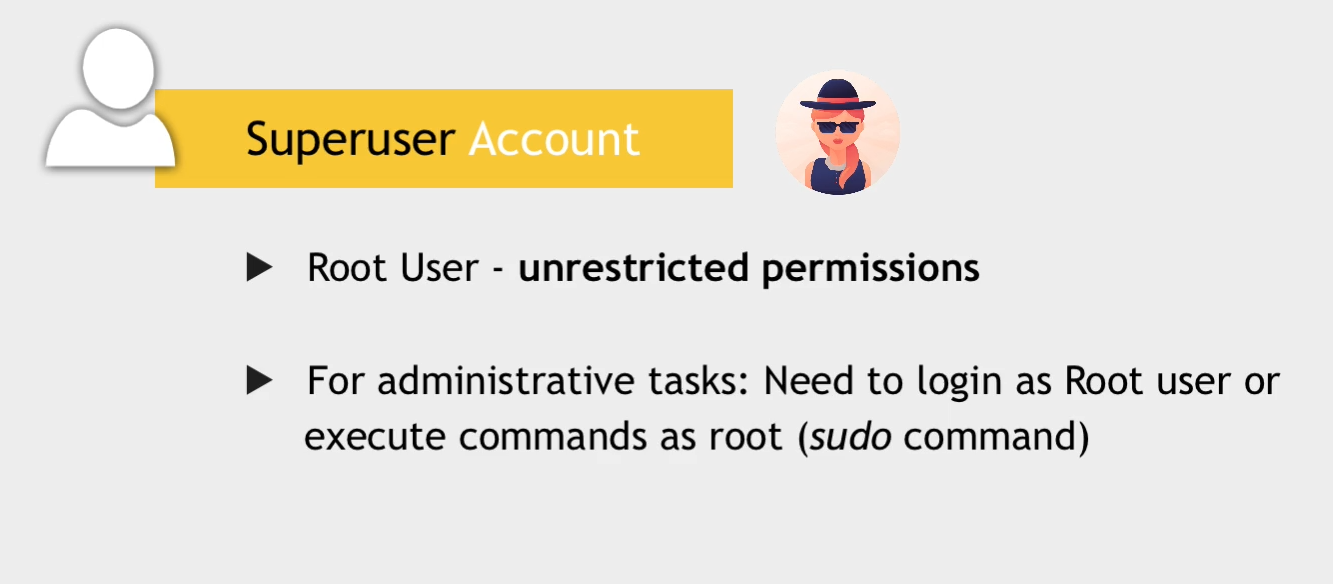 Superuser Account
Root User - unrestricted permissions
For administrative tasks: Need to login as Root user or
execute commands as root (sudo command)